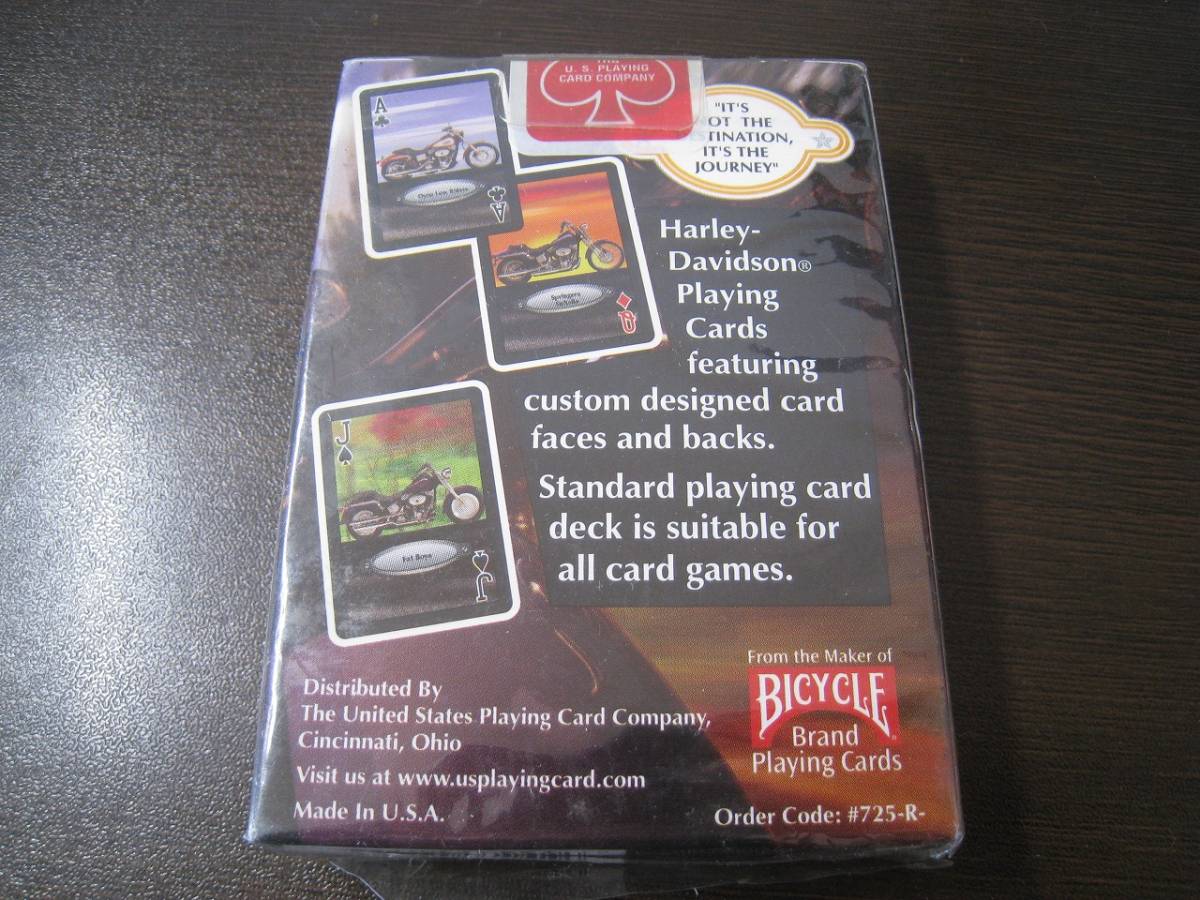 U. S. PLAYING
CARD COMPANY
"IT'S
OT THE
TINATION,
IT'S THE
JOURNEY"
A
A
Q
J
Fat Boys
J
Harley-
Davidson®
Playing
Cards
featuring
custom designed card
faces and backs.
Standard playing card
deck is suitable for
all card games.
From the Maker of
BICYCLE®
Brand
Playing Cards
Distributed By
The United States Playing Card Company,
Cincinnati, Ohio
Visit us at www.usplayingcard.com
Made In U.S.A.
Order Code: #725-R-